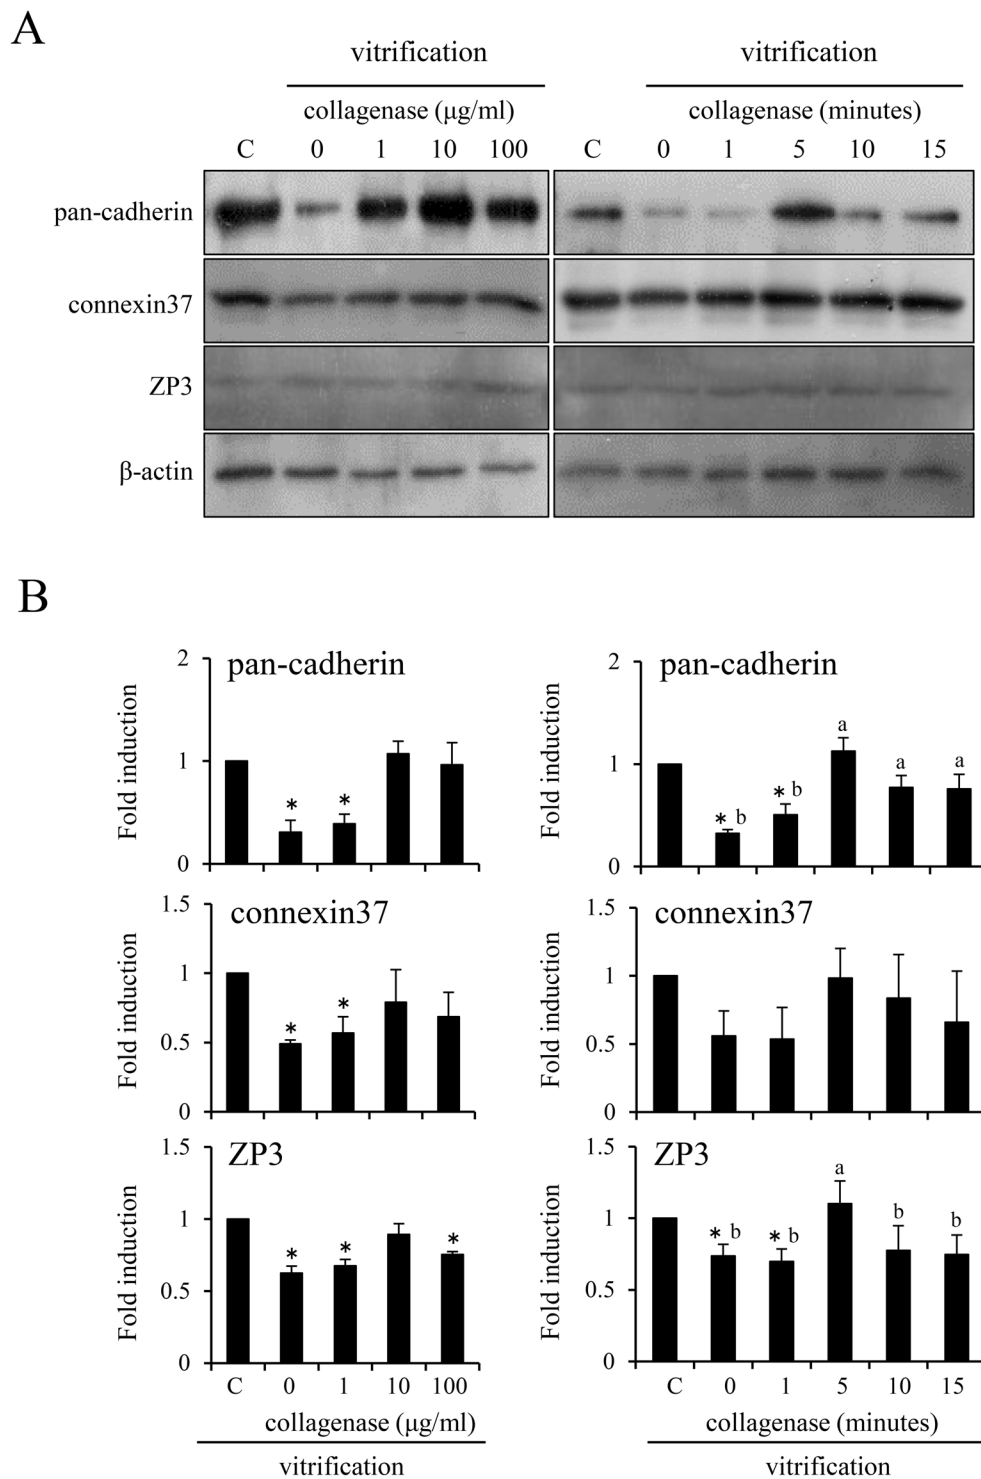 A
vitrification vitrification
collagenase (μg/ml) collagenase (minutes)
C 0 1 10 100 C 0 1 5 10 15
pan-cadherin
connexin37
ZP3
β-actin
B
pan-cadherin pan-cadherin
Fold induction Fold induction
2 2
1 1
0 0
* * * b * b a a a
connexin37 connexin37
Fold induction Fold induction
1.5 1.5
1 1
0.5 0.5
0 0
* *
ZP3 ZP3
Fold induction Fold induction
1.5 1.5
1 1
0.5 0.5
0 0
* * * * b * b a b b
C 0 1 10 100 C 0 1 5 10 15
collagenase (μg/ml) collagenase (minutes)
vitrification vitrification